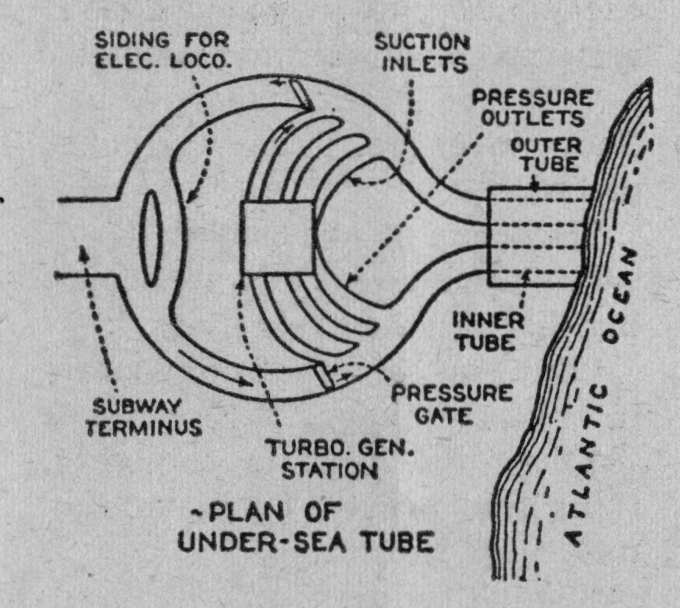 SIDING FOR
ELEC. LOCO.
SUCTION
INLETS
PRESSURE
OUTLETS
OUTER
TUBE
INNER
TUBE
ATLANTIC OCEAN
SUBWAY
TERMINUS
PRESSURE
GATE
TURBO. GEN.
STATION
~PLAN OF
UNDER-SEA TUBE